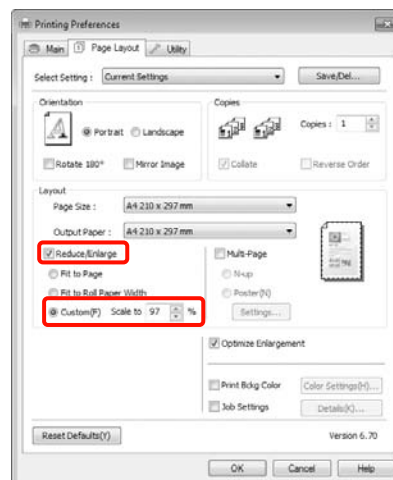 Printing Preferences
Main Page Layout Utility
Select Setting : Current Settings Save/Del...
Orientation
Portrait Landscape
Rotate 180° Mirror Image
Copies
Copies : 1
Collate Reverse Order
Layout
Page Size : A4 210 x 297 mm
Output Paper : A4 210 x 297 mm
Reduce/Enlarge
Fit to Page
Fit to Roll Paper Width
Custom(F) Scale to 97 %
Multi-Page
N-up
Poster(N)
Settings...
Optimize Enlargement
Print Bckg Color Color Settings(H)...
Job Settings Details(K)...
Reset Defaults(Y) Version 6.70
OK Cancel Help